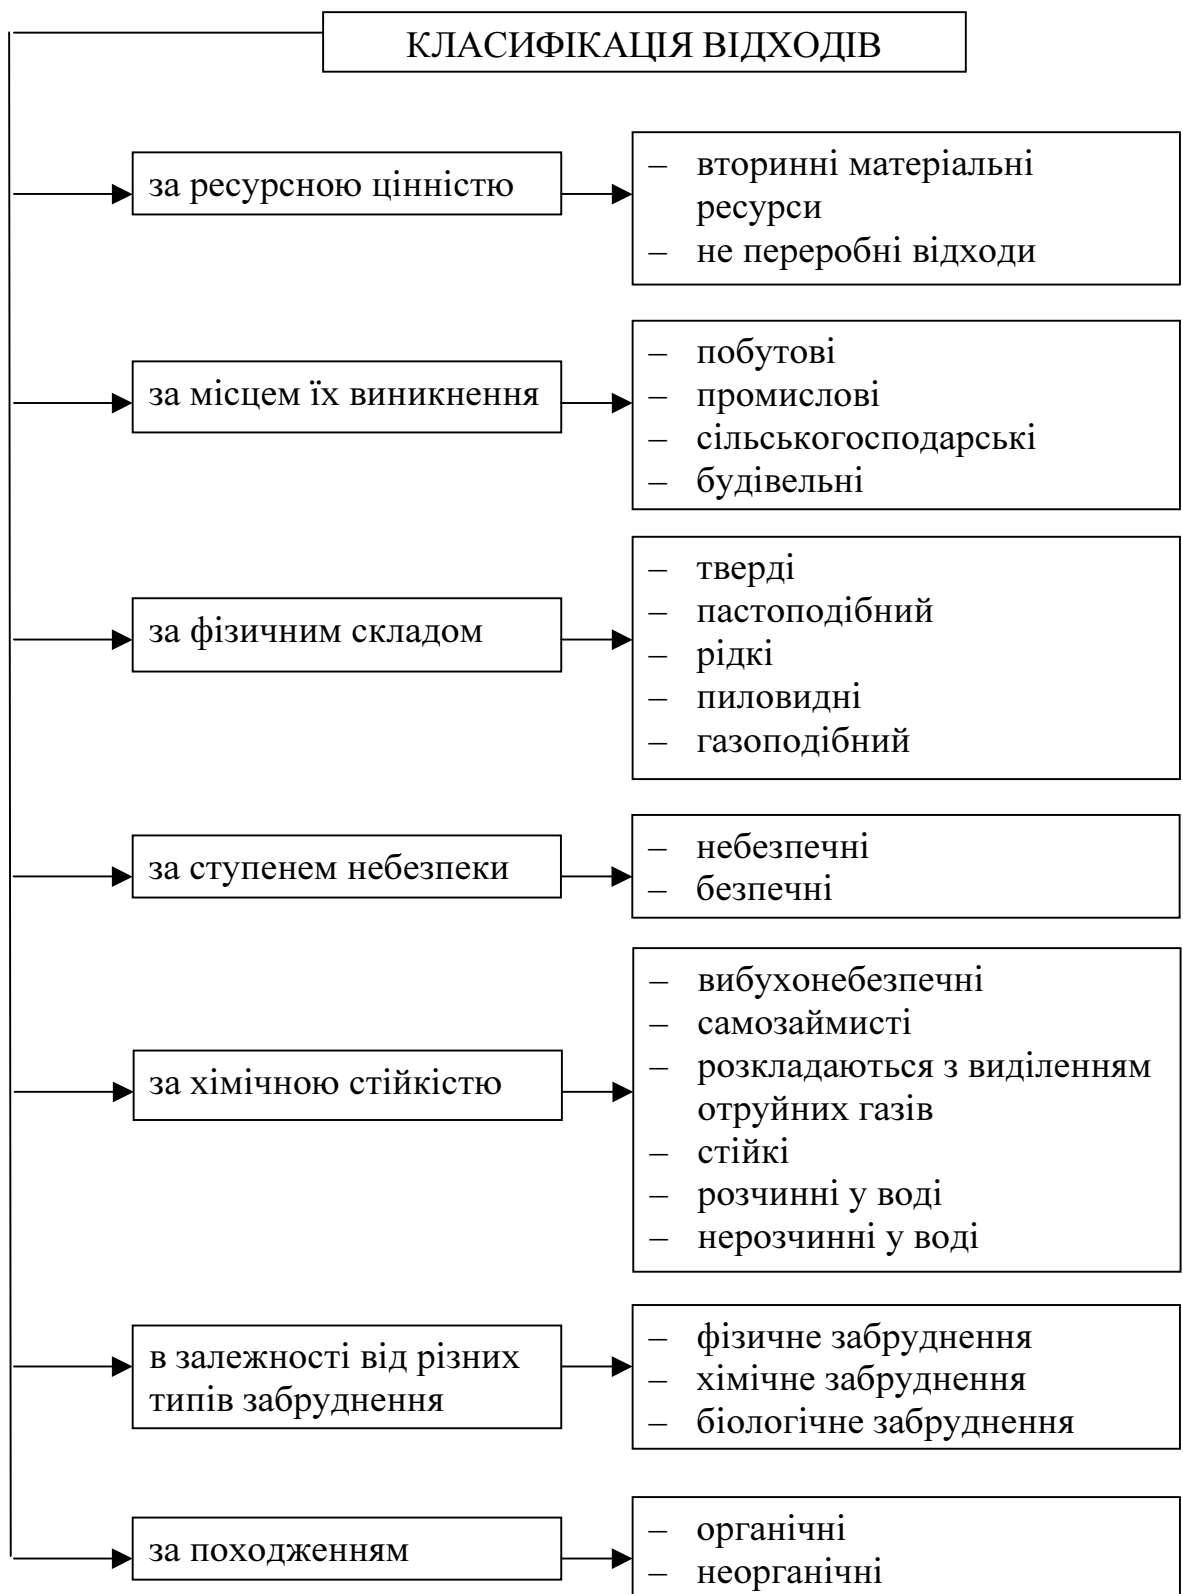 КЛАСИФІКАЦІЯ ВІДХОДІВ
за ресурсною цінністю
– вторинні матеріальні
ресурси
– не переробні відходи
за місцем їх виникнення
– побутові
– промислові
– сільськогосподарські
– будівельні
за фізичним складом
– тверді
– пастоподібний
– рідкі
– пиловидні
– газоподібний
за ступенем небезпеки
– небезпечні
– безпечні
за хімічною стійкістю
– вибухонебезпечні
– самозаймисті
– розкладаються з виділенням
отруйних газів
– стійкі
– розчинні у воді
– нерозчинні у воді
в залежності від різних
типів забруднення
– фізичне забруднення
– хімічне забруднення
– біологічне забруднення
за походженням
– органічні
– неорганічні